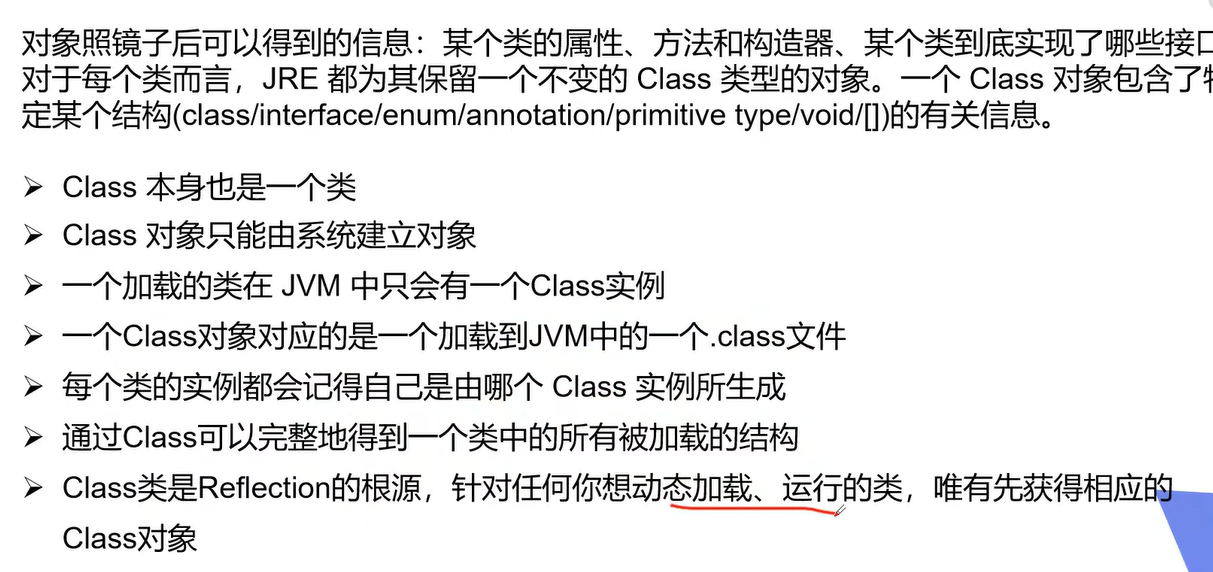 对象照镜子后可以得到的信息：某个类的属性、方法和构造器、某个类到底实现了哪些接
对于每个类而言，JRE 都为其保留一个不变的 Class 类型的对象。一个 Class 对象包含了
定某个结构(class/interface/enum/annotation/primitive type/void/[])的有关信息。
➢ Class 本身也是一个类
➢ Class 对象只能由系统建立对象
➢ 一个加载的类在 JVM 中只会有一个Class实例
➢ 一个Class对象对应的是一个加载到JVM中的一个.class文件
➢ 每个类的实例都会记得自己是由哪个 Class 实例所生成
➢ 通过Class可以完整地得到一个类中的所有被加载的结构
➢ Class类是Reflection的根源，针对任何你想动态加载、运行的类，唯有先获得相应的
Class对象